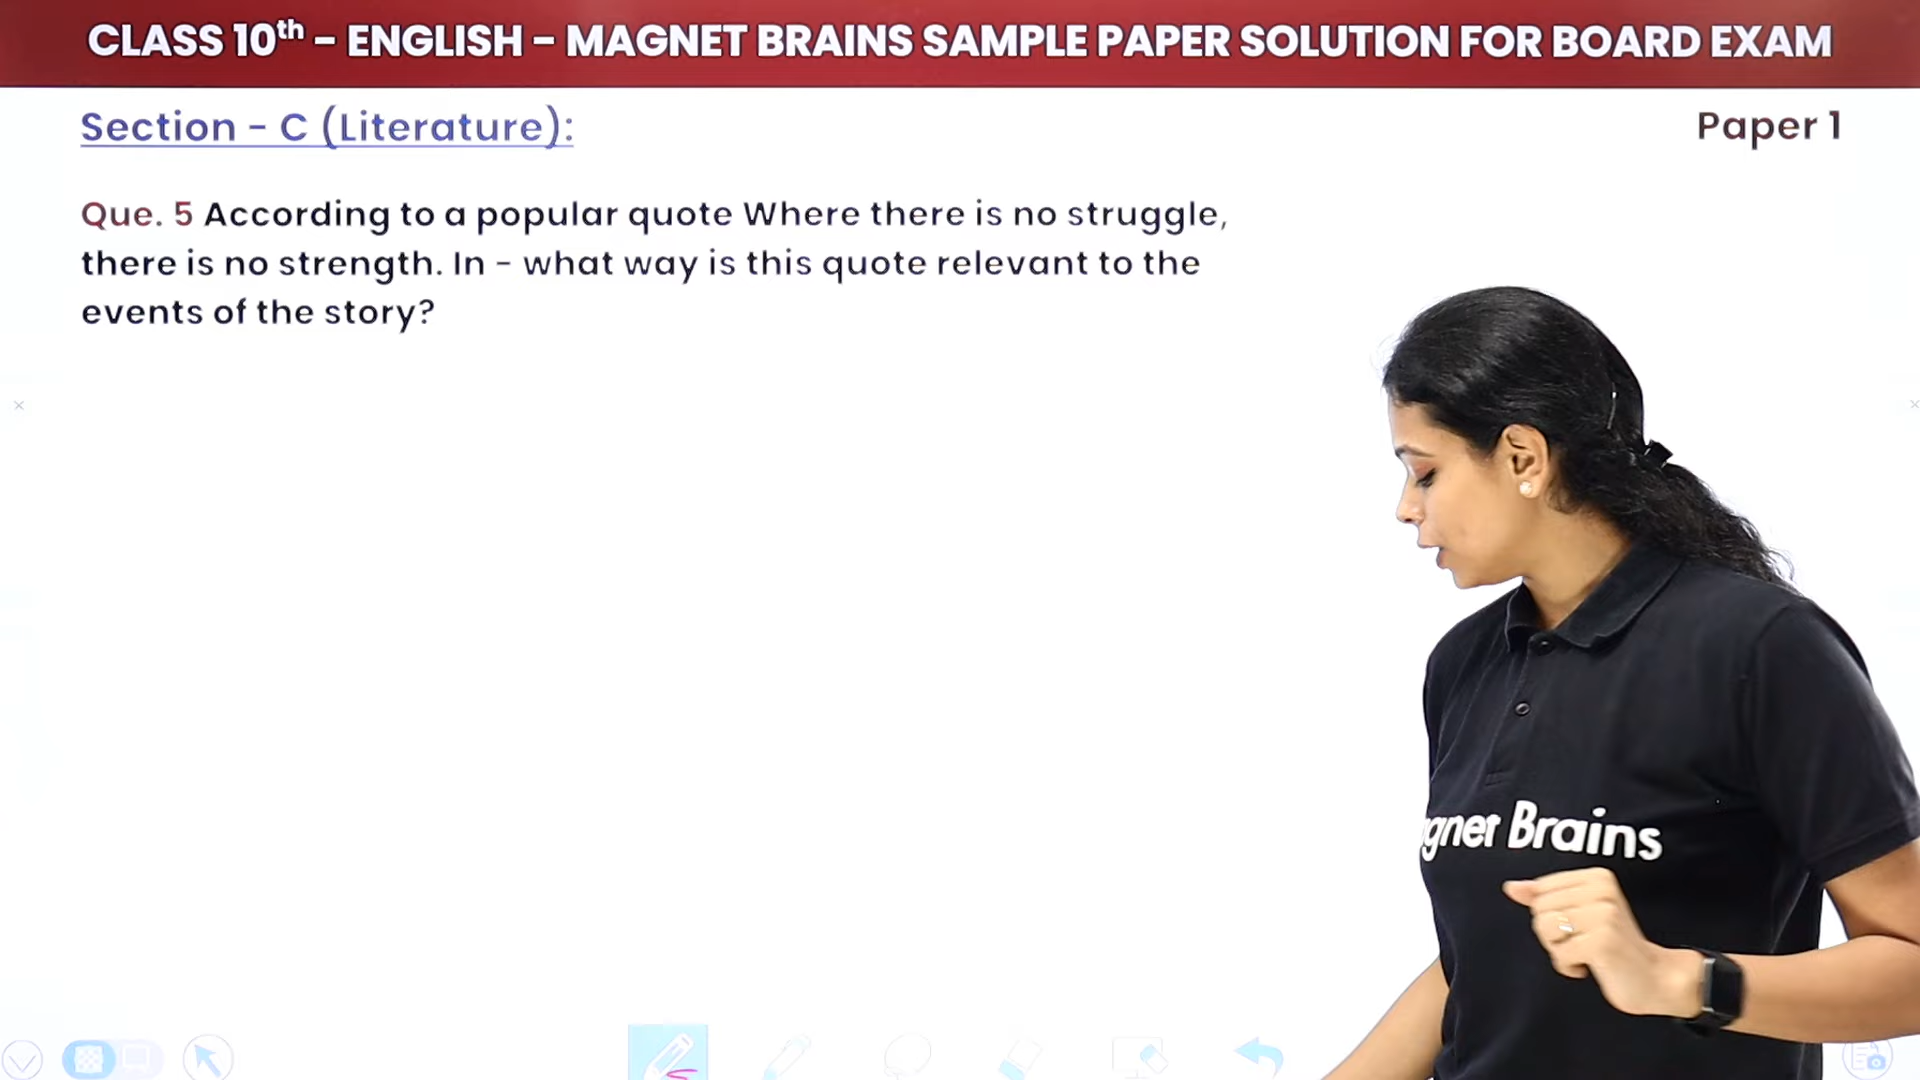 CLASS 10th - ENGLISH - MAGNET BRAINS SAMPLE PAPER SOLUTION FOR BOARD EXAM
Section - C (Literature):
Paper 1
Que. 5 According to a popular quote Where there is no struggle,
there is no strength. In - what way is this quote relevant to the
events of the story?
gnet Brains